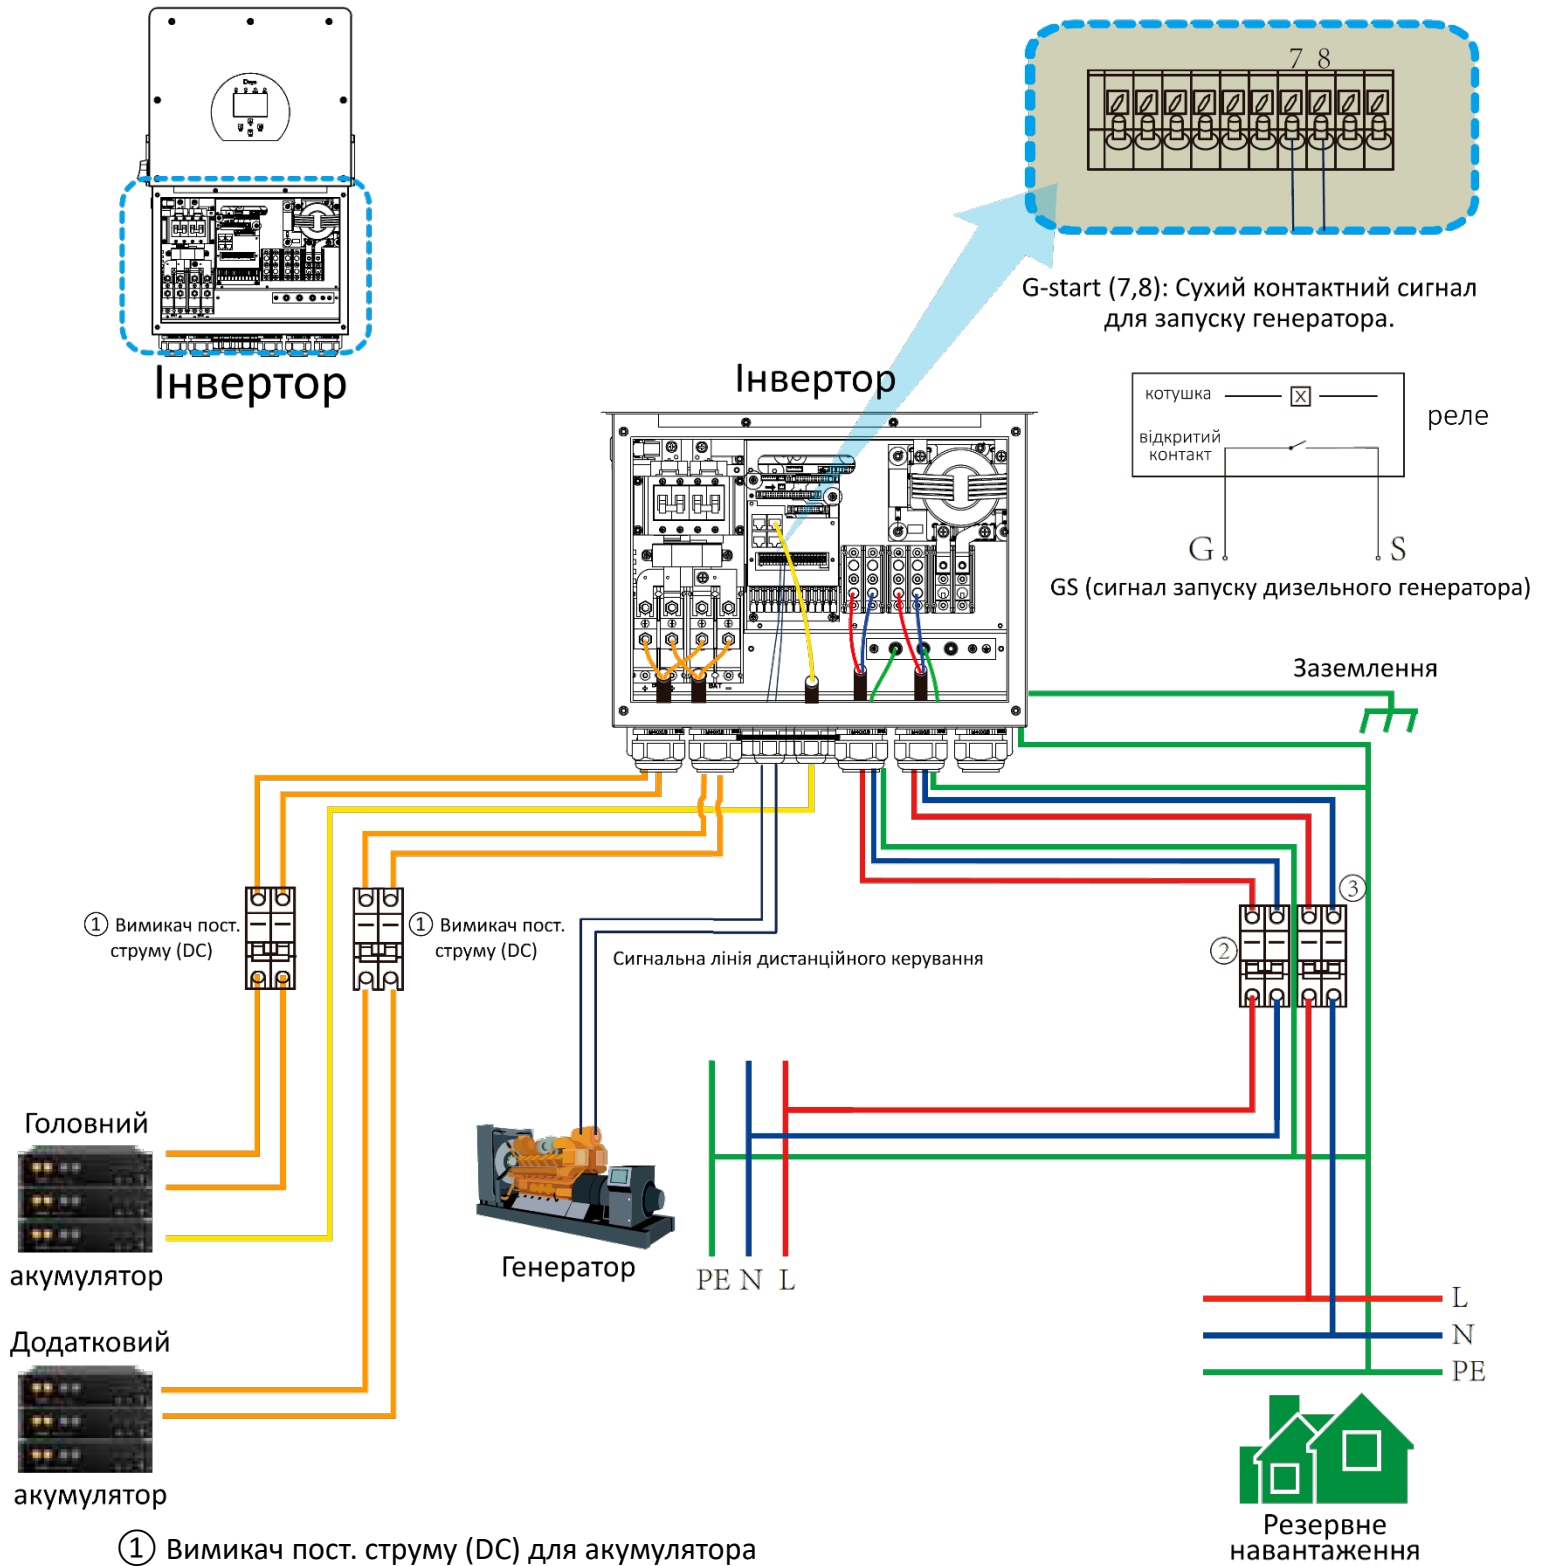 Deye
7 8
G-start (7,8): Сухий контактний сигнал
для запуску генератора.
Інвертор
Інвертор
котушка
X
реле
відкритий
контакт
G
S
GS (сигнал запуску дизельного генератора)
Заземлення
+
BAT
-
① Вимикач пост.
струму (DC)
① Вимикач пост.
струму (DC)
Сигнальна лінія дистанційного керування
②
③
Головний
акумулятор
Генератор
PE N L
L
N
PE
Додатковий
акумулятор
Резервне
навантаження
① Вимикач пост. струму (DC) для акумулятора